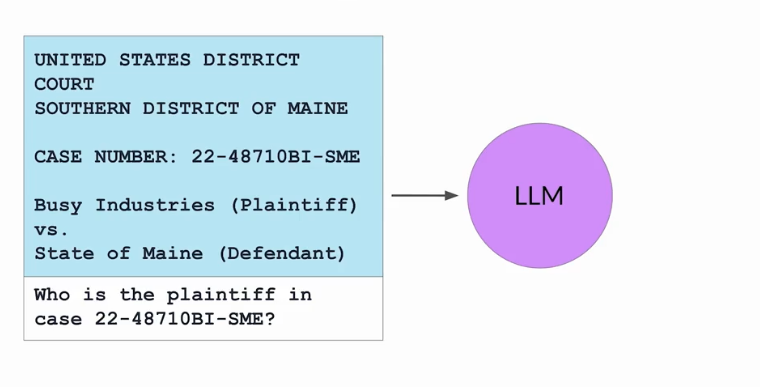 UNITED STATES DISTRICT
COURT
SOUTHERN DISTRICT OF MAINE
CASE NUMBER: 22-48710BI-SME
Busy Industries (Plaintiff)
vs.
State of Maine (Defendant)
Who is the plaintiff in
case 22-48710BI-SME?
LLM